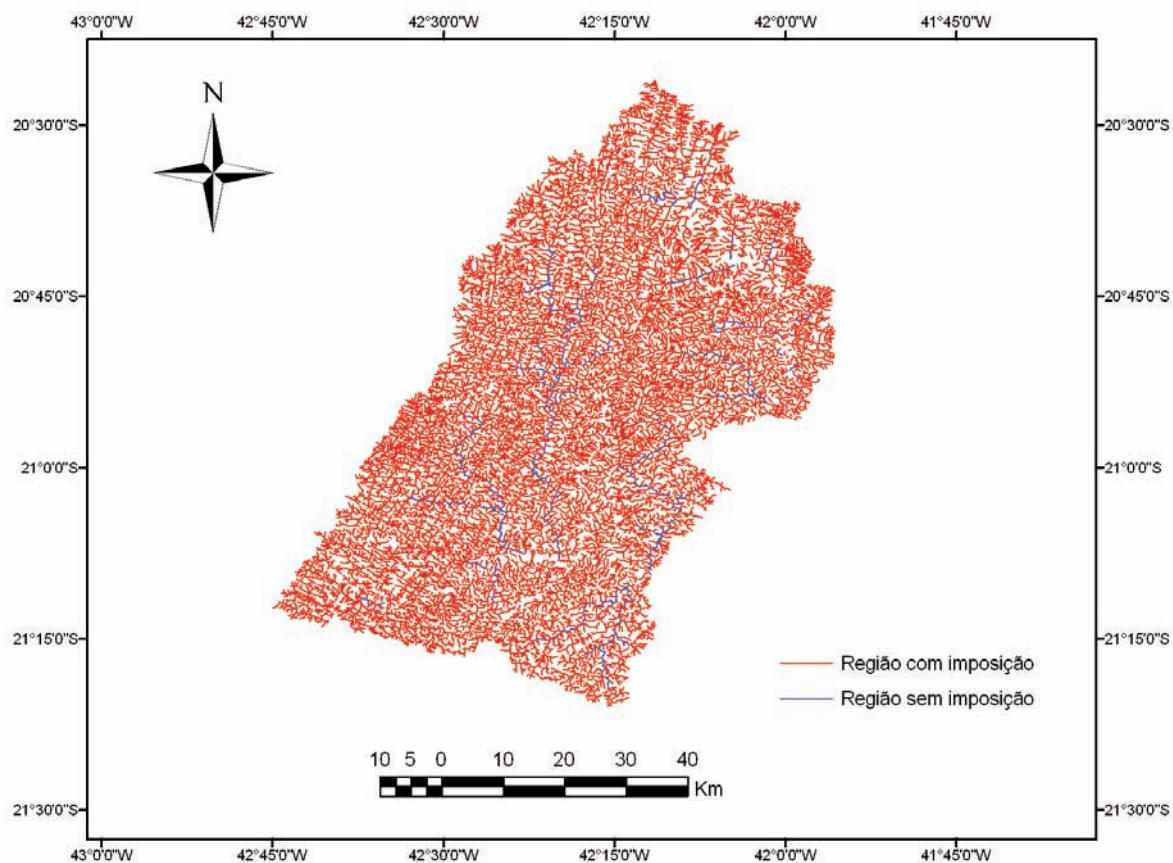 43°0'0"W 42°45'0"W 42°30'0"W 42°15'0"W 42°0'0"W 41°45'0"W
N
20°30'0"S 20°30'0"S
20°45'0"S 20°45'0"S
21°0'0"S 21°0'0"S
21°15'0"S 21°15'0"S
Região com imposição
Região sem imposição
10 5 0 10 20 30 40
Km
21°30'0"S 21°30'0"S
43°0'0"W 42°45'0"W 42°30'0"W 42°15'0"W 42°0'0"W 41°45'0"W